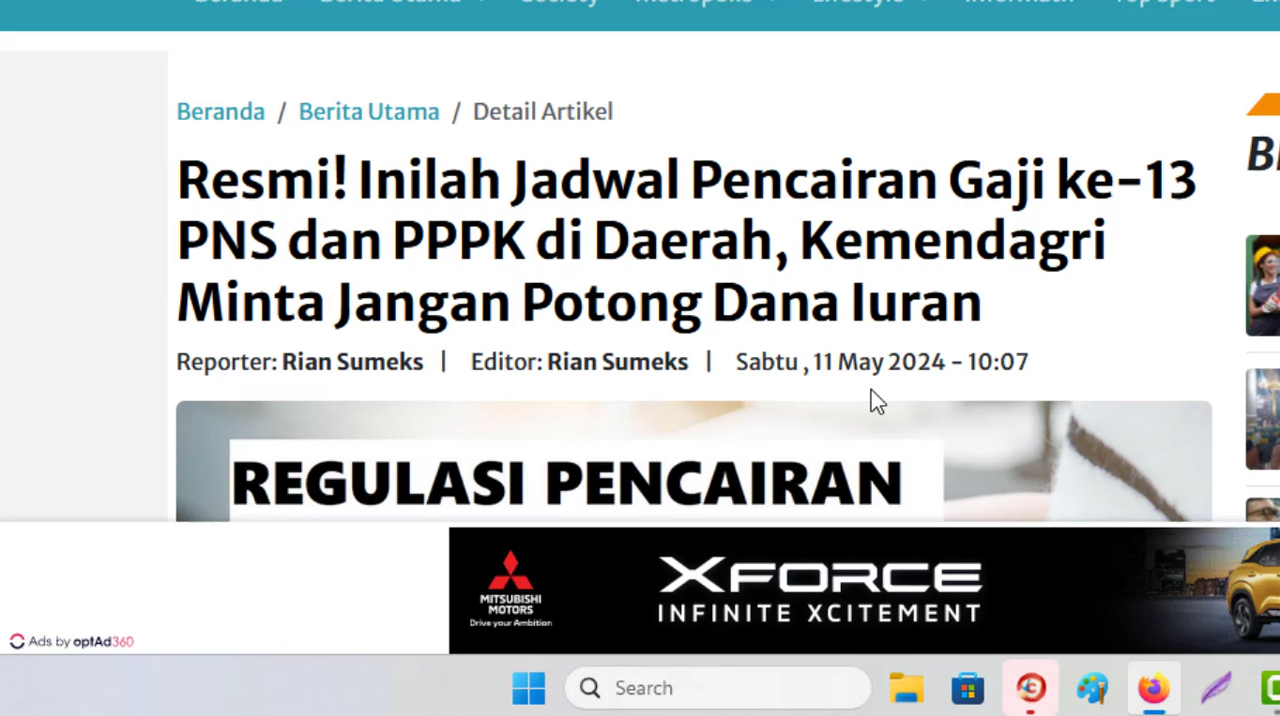 Beranda / Berita Utama / Detail Artikel
Resmi! Inilah Jadwal Pencairan Gaji ke-13
PNS dan PPPK di Daerah, Kemendagri
Minta Jangan Potong Dana Iuran
Reporter: Rian Sumeks | Editor: Rian Sumeks | Sabtu , 11 May 2024 - 10:07
REGULASI PENCAIRAN
XFORCE
MITSUBISHI
MOTORS
Drive your Ambition
INFINITE XCITEMENT
Ads by optAd360
Search